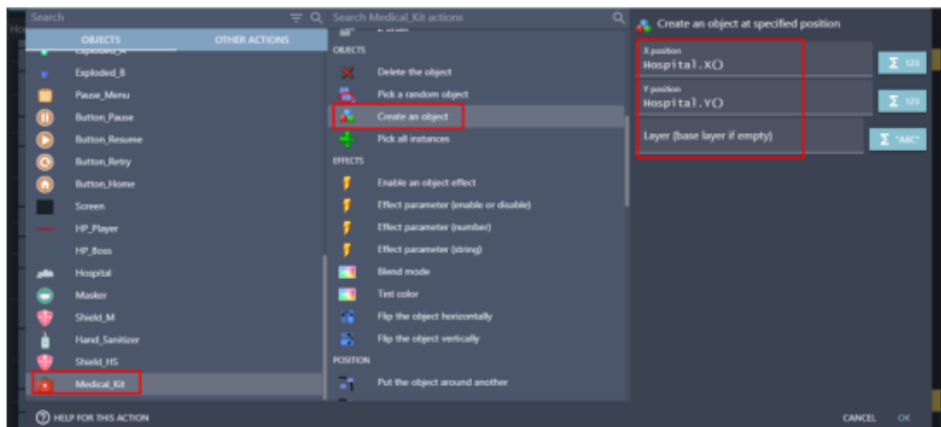 Search
OBJECTS
OTHER ACTIONS
Exploded_A
Exploded_B
Pause_Menu
Button_Pause
Button_Resume
Button_Retry
Button_Home
Screen
HP_Player
HP_Boss
Hospital
Masker
Shield_M
Hand_Sanitizer
Shield_HS
Medical_Kit
HELP FOR THIS ACTION
Search Medical_Kit actions
OBJECTS
Delete the object
Pick a random object
Create an object
Pick all instances
EFFECTS
Enable an object effect
Effect parameter (enable or disable)
Effect parameter (number)
Effect parameter (string)
Blend mode
Tint color
Flip the object horizontally
Flip the object vertically
POSITION
Put the object around another
Create an object at specified position
X position
Hospital.X()
Σ 123
Y position
Hospital.Y()
Σ 123
Layer (base layer if empty)
Σ "ABC"
CANCEL
OK